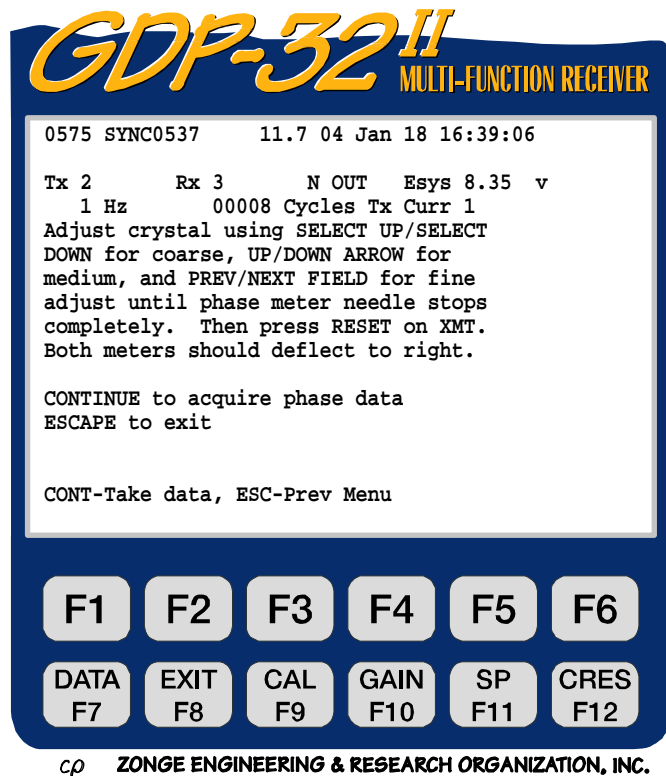 GDP-32 II
MULTI-FUNCTION RECEIVER
0575 SYNC0537 11.7 04 Jan 18 16:39:06
Tx 2 Rx 3 N OUT Esys 8.35 v
1 Hz 00008 Cycles Tx Curr 1
Adjust crystal using SELECT UP/SELECT
DOWN for coarse, UP/DOWN ARROW for
medium, and PREV/NEXT FIELD for fine
adjust until phase meter needle stops
completely. Then press RESET on XMT.
Both meters should deflect to right.
CONTINUE to acquire phase data
ESCAPE to exit
CONT-Take data, ESC-Prev Menu
F1 F2 F3 F4 F5 F6
DATA EXIT CAL GAIN SP CRES
F7 F8 F9 F10 F11 F12
ZONGE ENGINEERING & RESEARCH ORGANIZATION, INC.